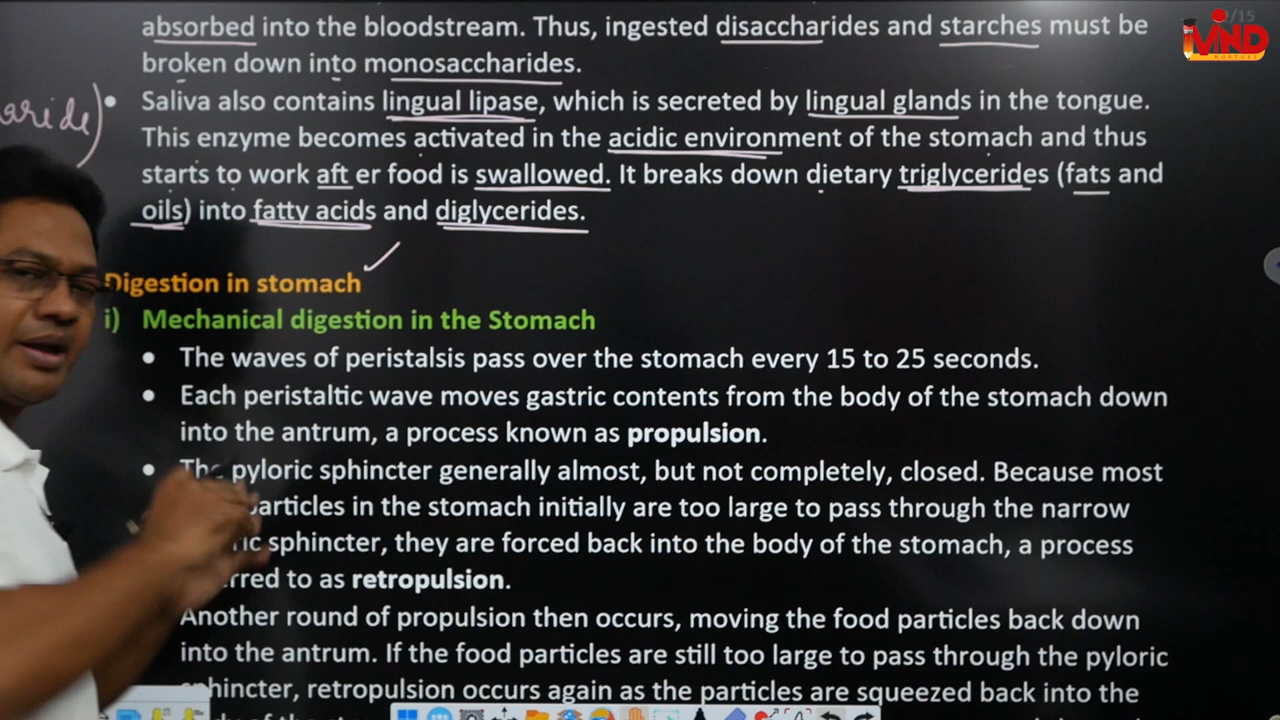 2/15
MIND
NURTURE
absorbed into the bloodstream. Thus, ingested disaccharides and starches must be
broken down into monosaccharides.
aride)
• Saliva also contains lingual lipase, which is secreted by lingual glands in the tongue.
This enzyme becomes activated in the acidic environment of the stomach and thus
starts to work aft er food is swallowed. It breaks down dietary triglycerides (fats and
oils) into fatty acids and diglycerides.
Digestion in stomach
i) Mechanical digestion in the Stomach
• The waves of peristalsis pass over the stomach every 15 to 25 seconds.
• Each peristaltic wave moves gastric contents from the body of the stomach down
into the antrum, a process known as propulsion.
• The pyloric sphincter generally almost, but not completely, closed. Because most
particles in the stomach initially are too large to pass through the narrow
ic sphincter, they are forced back into the body of the stomach, a process
rred to as retropulsion.
Another round of propulsion then occurs, moving the food particles back down
into the antrum. If the food particles are still too large to pass through the pyloric
sphincter, retropulsion occurs again as the particles are squeezed back into the